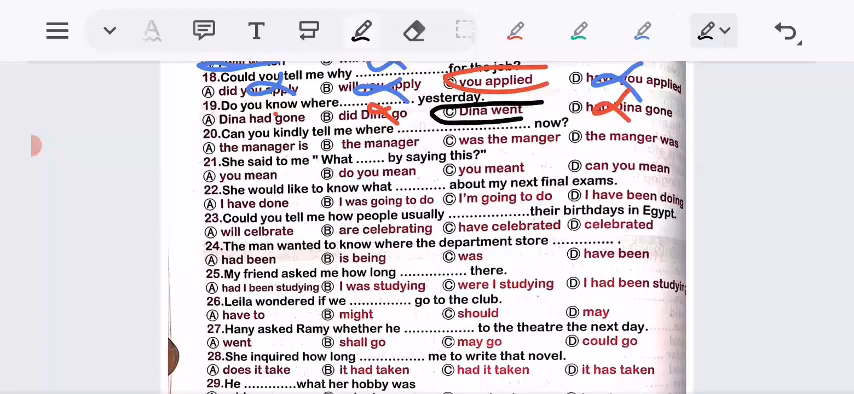 18.Could you tell me why ........................for the job?
A did you apply B will you apply C you applied D have you applied
19.Do you know where.................. yesterday.
A Dina had gone B did Dina go C Dina went D had Dina gone
20.Can you kindly tell me where ................................. now?
A the manager is B the manager C was the manger D the manger was
21.She said to me " What ....... by saying this?"
A you mean B do you mean C you meant D can you mean
22.She would like to know what ............ about my next final exams.
A I have done B I was going to do C I'm going to do D I have been doing
23.Could you tell me how people usually ...................their birthdays in Egypt.
A will celbrate B are celebrating C have celebrated D celebrated
24.The man wanted to know where the department store ............... .
A had been B is being C was D have been
25.My friend asked me how long ................ there.
A had I been studying B I was studying C were I studying D I had been studyin
26.Leila wondered if we ............... go to the club.
A have to B might C should D may
27.Hany asked Ramy whether he ................. to the theatre the next day.
A went B shall go C may go D could go
28.She inquired how long ................ me to write that novel.
A does it take B it had taken C had it taken D it has taken
29.He .............what her hobby was